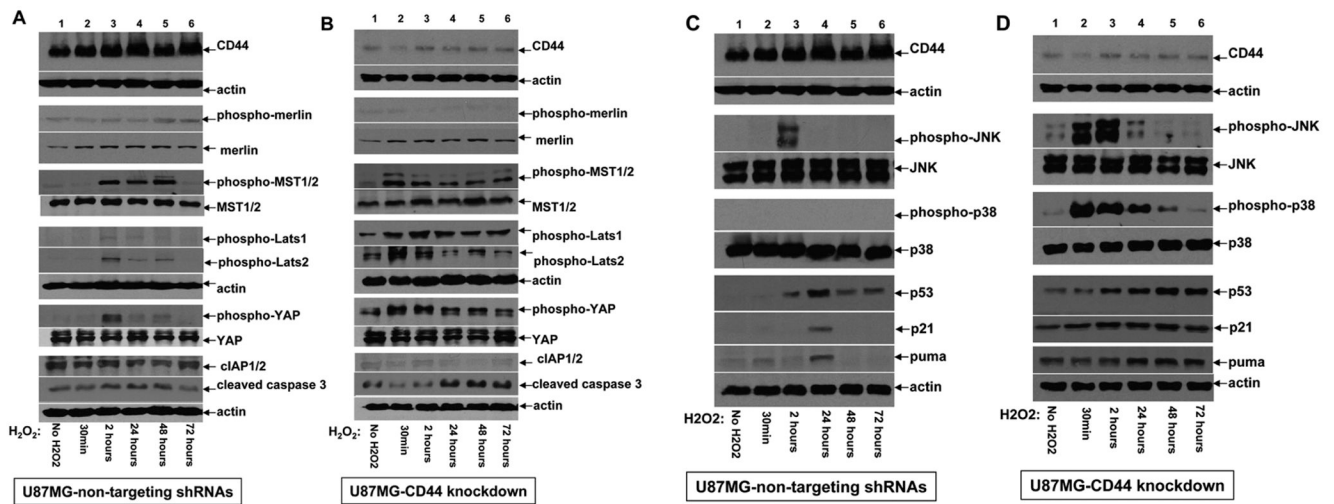 A
1 2 3 4 5 6
CD44
actin
phospho-merlin
merlin
phospho-MST1/2
MST1/2
phospho-Lats1
phospho-Lats2
actin
phospho-YAP
YAP
cIAP1/2
cleaved caspase 3
actin
H₂O₂: No H2O2 30min 2 hours 24 hours 48 hours 72 hours
U87MG-non-targeting shRNAs
B
1 2 3 4 5 6
CD44
actin
phospho-merlin
merlin
phospho-MST1/2
MST1/2
phospho-Lats1
phospho-Lats2
actin
phospho-YAP
YAP
cIAP1/2
cleaved caspase 3
actin
H₂O₂: No H2O2 30min 2 hours 24 hours 48 hours 72 hours
U87MG-CD44 knockdown
C
1 2 3 4 5 6
CD44
actin
phospho-JNK
JNK
phospho-p38
p38
p53
p21
puma
actin
H2O2: No H2O2 30min 2 hours 24 hours 48 hours 72 hours
U87MG-non-targeting shRNAs
D
1 2 3 4 5 6
CD44
actin
phospho-JNK
JNK
phospho-p38
p38
p53
p21
puma
actin
H2O2: No H2O2 30min 2 hours 24 hours 48 hours 72 hours
U87MG-CD44 knockdown